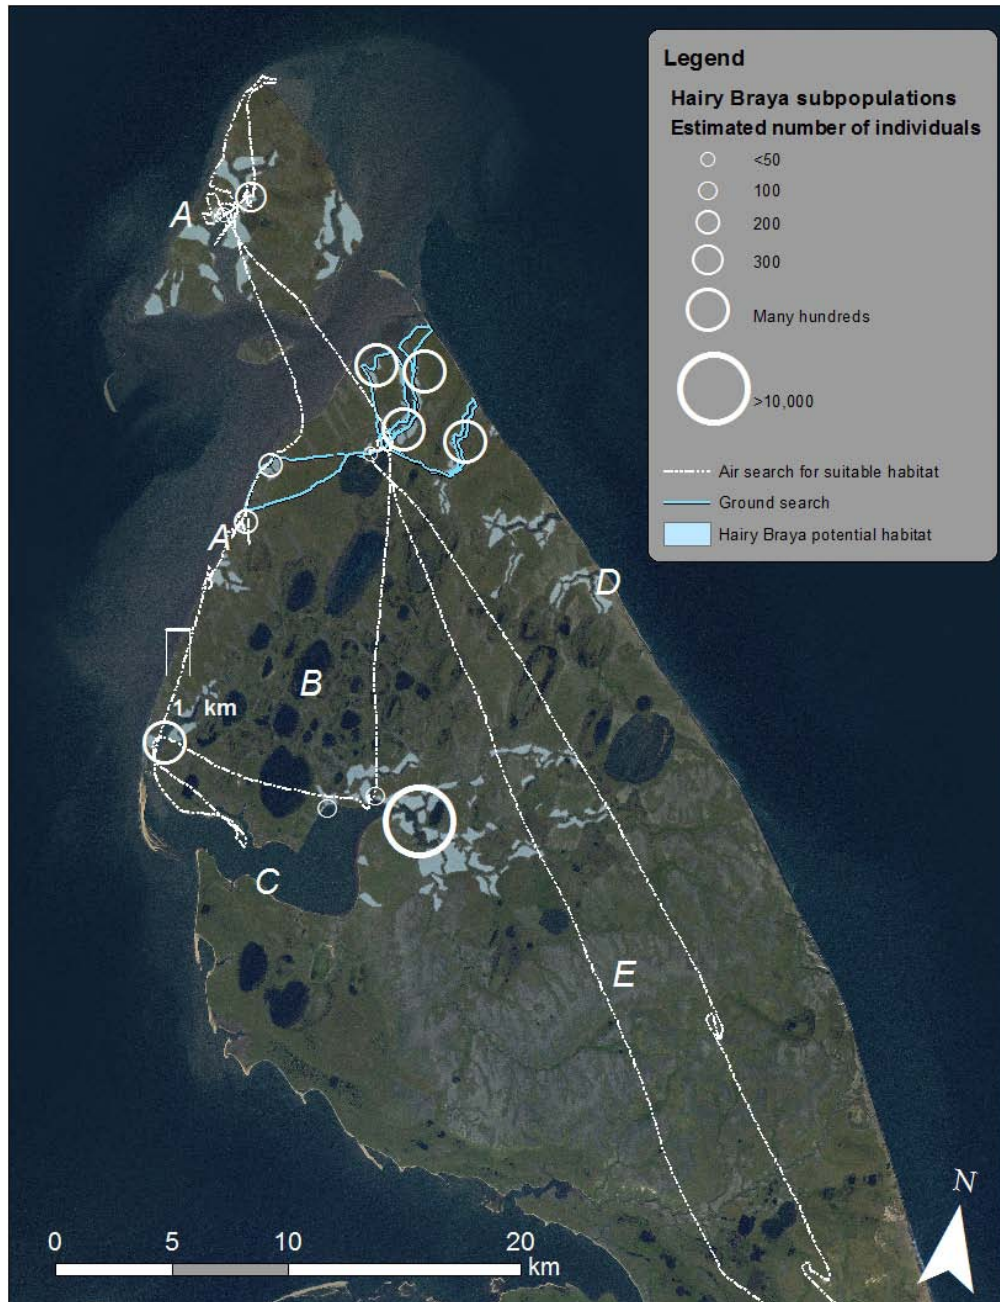 Legend
Hairy Braya subpopulations
Estimated number of individuals
<50
100
200
300
Many hundreds
>10,000
Air search for suitable habitat
Ground search
Hairy Braya potential habitat
A
A
D
B
1 km
C
E
N
0 5 10 20
km